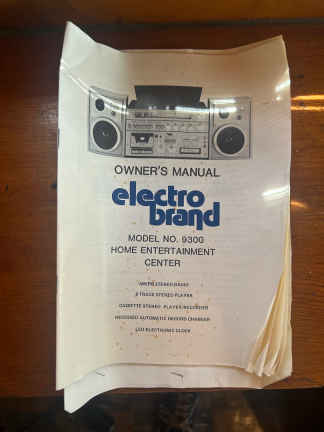 OWNER'S MANUAL
electro
brand
MODEL NO. 9300
HOME ENTERTAINMENT
CENTER
AM/FM STEREO RADIO
8 TRACK STEREO PLAYER
CASSETTE STEREO PLAYER/RECORDER
AUTOMATIC RECORD CHANGER
LED ELECTRONIC CLOCK